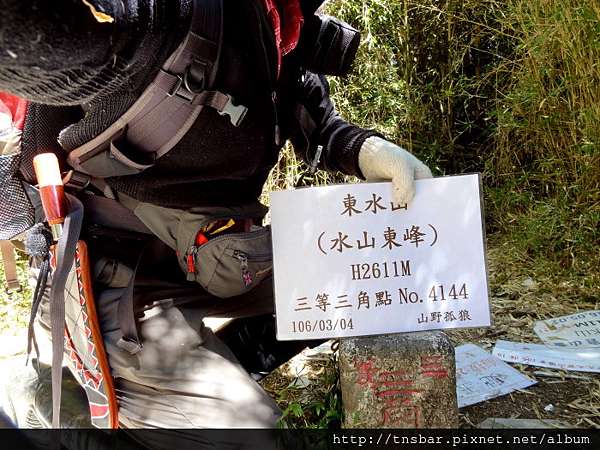 東水山
(水山東峰)
H2611M
三等三角點 No.4144
106/03/04 山野孤狼
三
http://tnsbar.pixnet.net/album